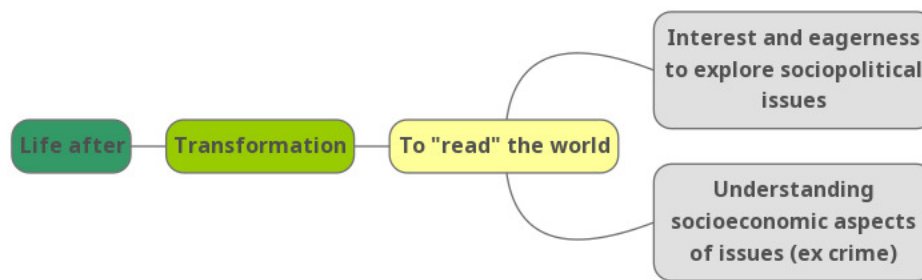 Life after
Transformation
To "read" the world
Interest and eagerness
to explore sociopolitical
issues
Understanding
socioeconomic aspects
of issues (ex crime)